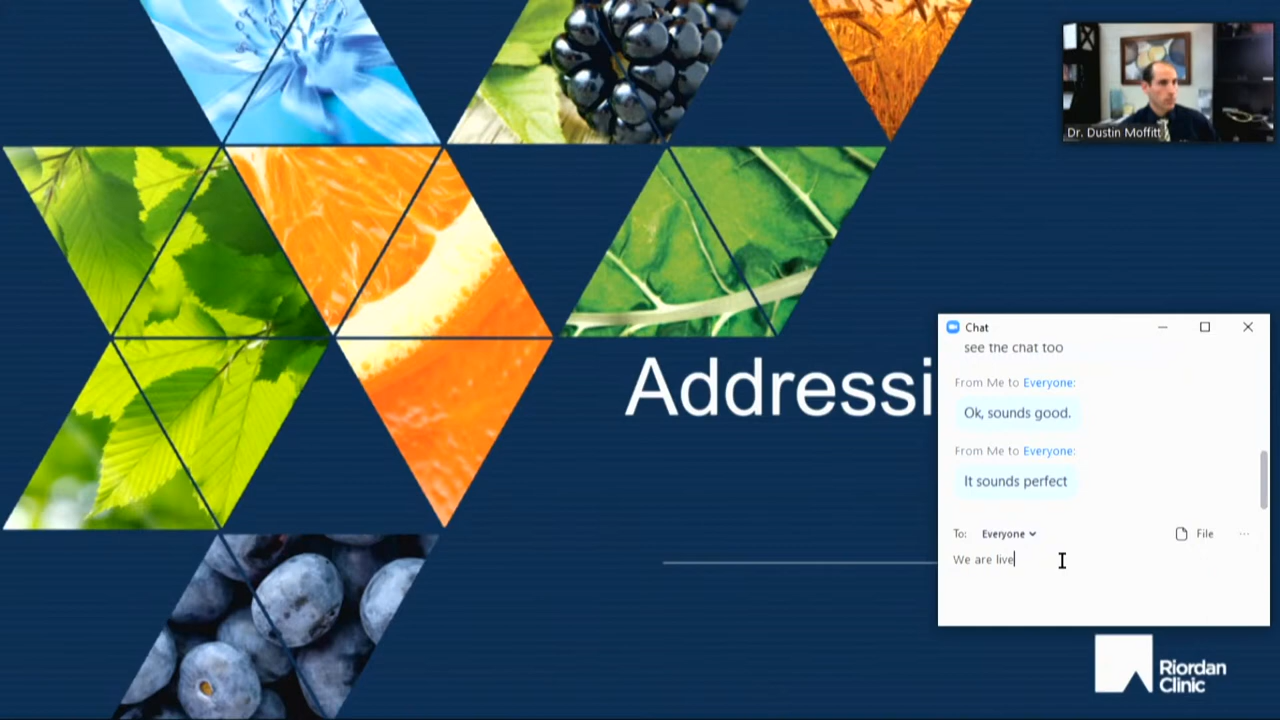 Dr. Dustin Moffitt
Chat
see the chat too
From Me to Everyone:
Ok, sounds good.
From Me to Everyone:
It sounds perfect
To: Everyone
File
We are live
Addressi
Riordan
Clinic